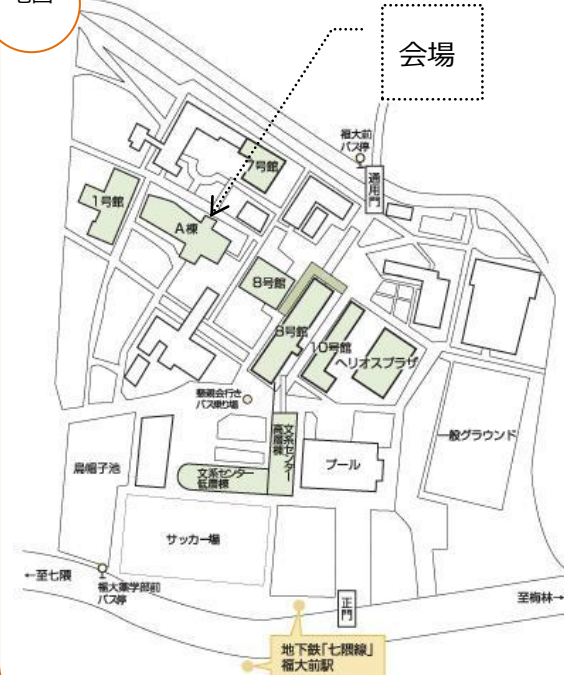 会場
福大前
バス停
通用門
号館
1号館
A棟
8号館
8号館
10号館
ヘリオスプラザ
懇親会行き
バス乗り場
文系センター
高層棟
文系センター
低層棟
プール
一般グラウンド
烏帽子池
サッカー場
←至七隈
福大薬学部前
バス停
正門
至梅林→
地下鉄「七隈線」
福大前駅